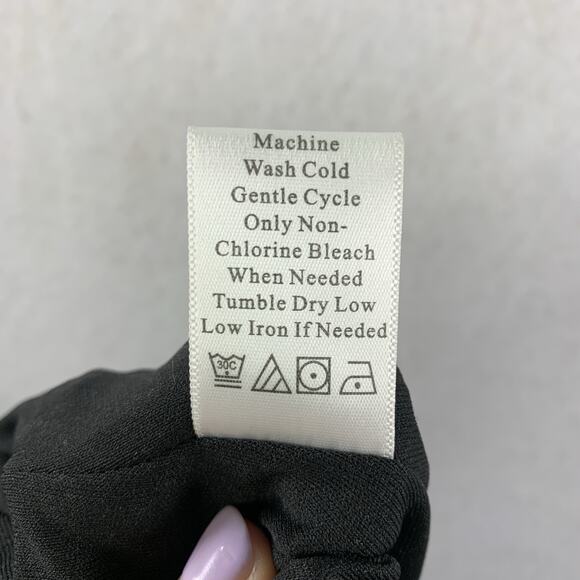 Machine
Wash Cold
Gentle Cycle
Only Non-
Chlorine Bleach
When Needed
Tumble Dry Low
Low Iron If Needed
30C